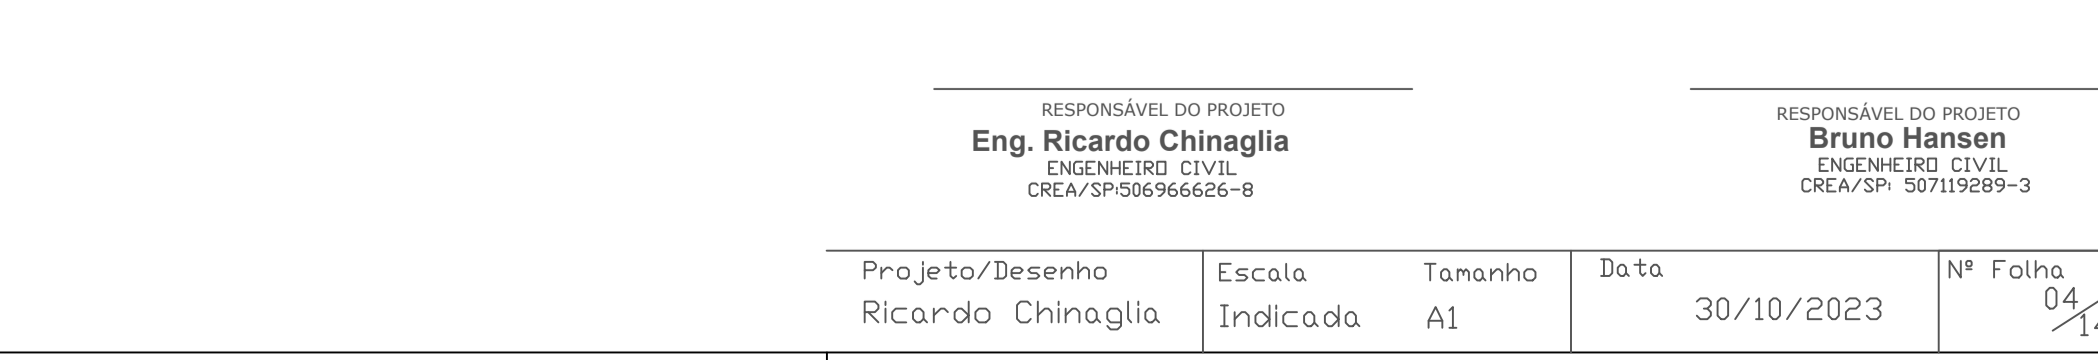 RESPONSÁVEL DO PROJETO
Eng. Ricardo Chinaglia
ENGENHEIRO CIVIL
CREA/SP:506966626-8
RESPONSÁVEL DO PROJETO
Bruno Hansen
ENGENHEIRO CIVIL
CREA/SP: 507119289-3
Projeto/Desenho
Ricardo Chinaglia
Escala
Indicada
Tamanho
A1
Data
30/10/2023
Nº Folha
04/